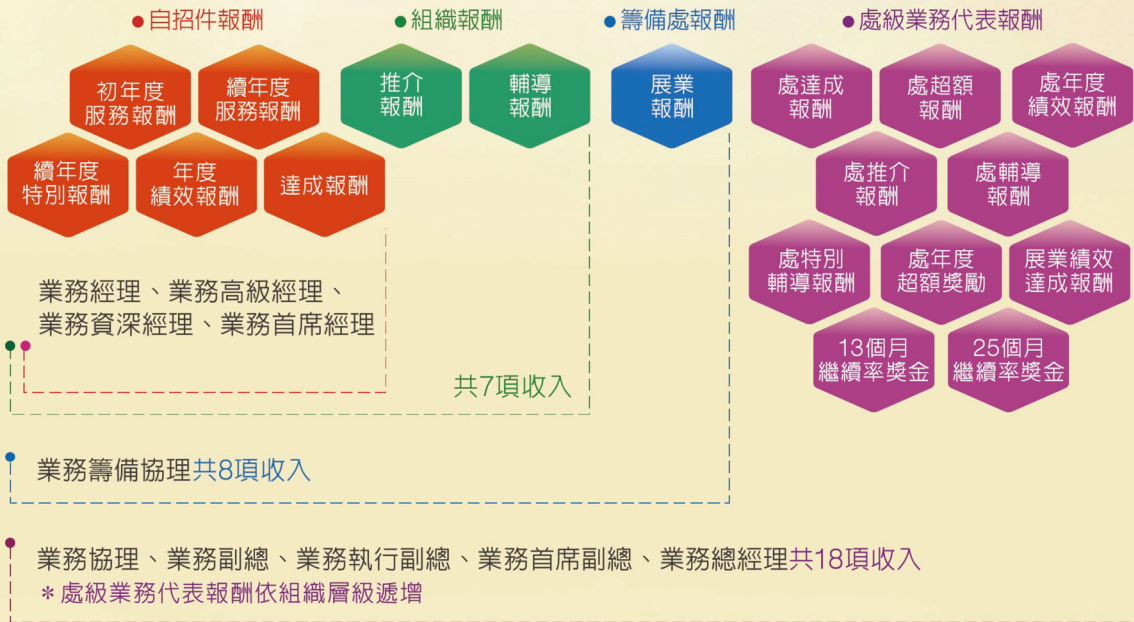 ●自招件報酬
●組織報酬
●籌備處報酬
●處級業務代表報酬
初年度
服務報酬
續年度
服務報酬
推介
報酬
輔導
報酬
展業
報酬
處達成
報酬
處超額
報酬
處年度
績效報酬
續年度
特別報酬
年度
績效報酬
達成報酬
處推介
報酬
處輔導
報酬
處特別
輔導報酬
處年度
超額獎勵
展業績效
達成報酬
13個月
繼續率獎金
25個月
繼續率獎金
業務經理、業務高級經理、
業務資深經理、業務首席經理
共7項收入
業務籌備協理共8項收入
業務協理、業務副總、業務執行副總、業務首席副總、業務總經理共18項收入
＊處級業務代表報酬依組織層級遞增